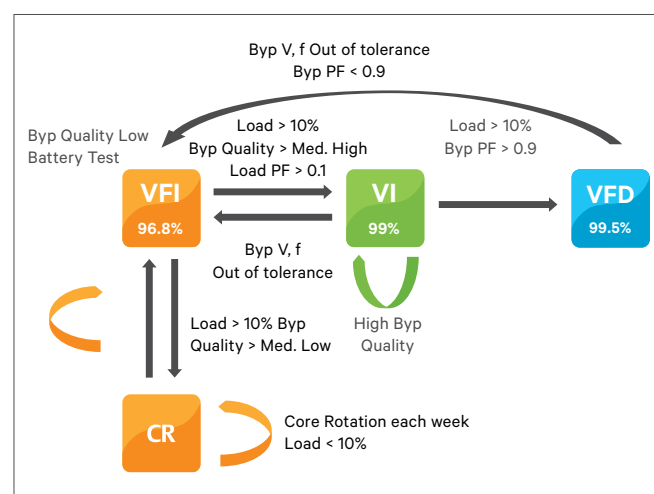 Byp V, f Out of tolerance
Byp PF < 0.9
Byp Quality Low
Battery Test
Load > 10%
Byp Quality > Med. High
Load PF > 0.1
Load > 10%
Byp PF > 0.9
VFI
96.8%
VI
99%
VFD
99.5%
Byp V, f
Out of tolerance
Load > 10% Byp
Quality > Med. Low
High Byp
Quality
CR
Core Rotation each week
Load < 10%